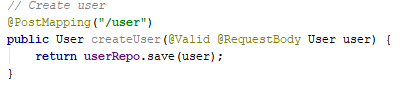 // Create user
@PostMapping("/user")
public User createUser(@Valid @RequestBody User user) {
    return userRepo.save(user);
}